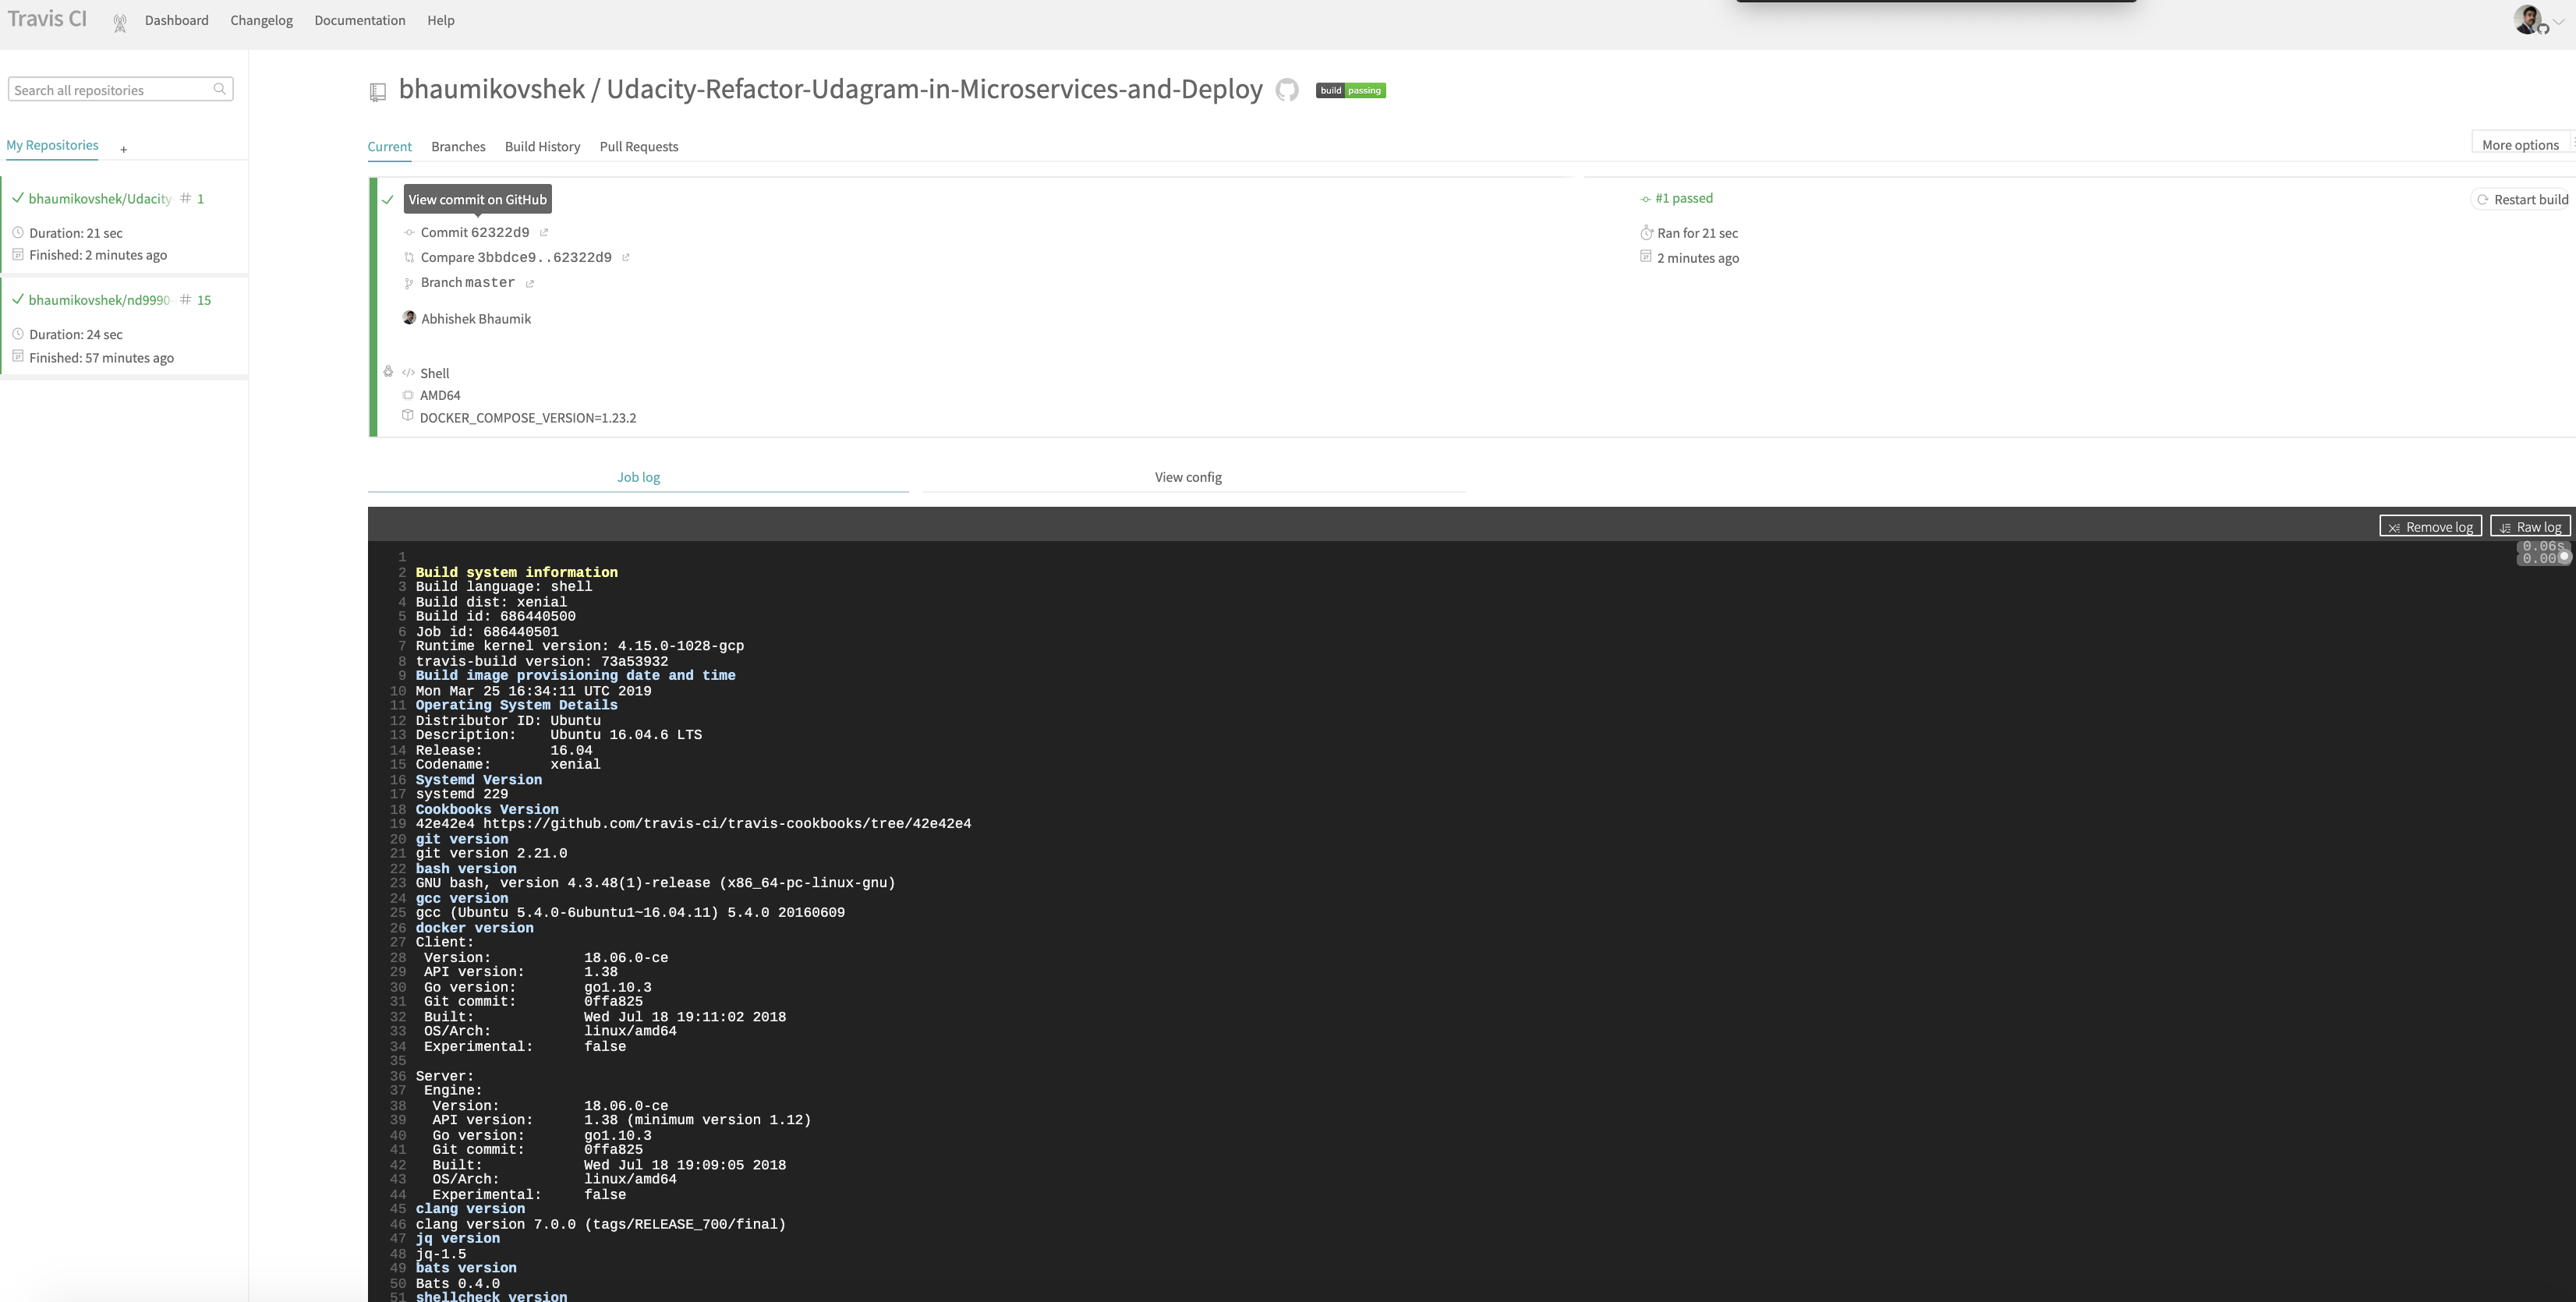 Travis CI
Dashboard
Changelog
Documentation
Help
Search all repositories
My Repositories
+
bhaumikovshek/Udacity
# 1
Duration: 21 sec
Finished: 2 minutes ago
bhaumikovshek/nd9990-
# 15
Duration: 24 sec
Finished: 57 minutes ago
bhaumikovshek / Udacity-Refactor-Udagram-in-Microservices-and-Deploy
build passing
Current
Branches
Build History
Pull Requests
More options
View commit on GitHub
Commit 62322d9
Compare 3bbdce9..62322d9
Branch master
Abhishek Bhaumik
Shell
AMD64
DOCKER_COMPOSE_VERSION=1.23.2
#1 passed
Ran for 21 sec
2 minutes ago
Restart build
Job log
View config
Remove log
Raw log
0.06s
1
2 Build system information
3 Build language: shell
4 Build dist: xenial
5 Build id: 686440500
6 Job id: 686440501
7 Runtime kernel version: 4.15.0-1028-gcp
8 travis-build version: 73a53932
9 Build image provisioning date and time
10 Mon Mar 25 16:34:11 UTC 2019
11 Operating System Details
12 Distributor ID: Ubuntu
13 Description: Ubuntu 16.04.6 LTS
14 Release: 16.04
15 Codename: xenial
16 Systemd Version
17 systemd 229
18 Cookbooks Version
19 42e42e4 https://github.com/travis-ci/travis-cookbooks/tree/42e42e4
20 git version
21 git version 2.21.0
22 bash version
23 GNU bash, version 4.3.48(1)-release (x86_64-pc-linux-gnu)
24 gcc version
25 gcc (Ubuntu 5.4.0-6ubuntu1~16.04.11) 5.4.0 20160609
26 docker version
27 Client:
28 Version: 18.06.0-ce
29 API version: 1.38
30 Go version: go1.10.3
31 Git commit: 0ffa825
32 Built: Wed Jul 18 19:11:02 2018
33 OS/Arch: linux/amd64
34 Experimental: false
35
36 Server:
37 Engine:
38 Version: 18.06.0-ce
39 API version: 1.38 (minimum version 1.12)
40 Go version: go1.10.3
41 Git commit: 0ffa825
42 Built: Wed Jul 18 19:09:05 2018
43 OS/Arch: linux/amd64
44 Experimental: false
45 clang version
46 clang version 7.0.0 (tags/RELEASE_700/final)
47 jq version
48 jq-1.5
49 bats version
50 Bats 0.4.0
51 shellcheck version